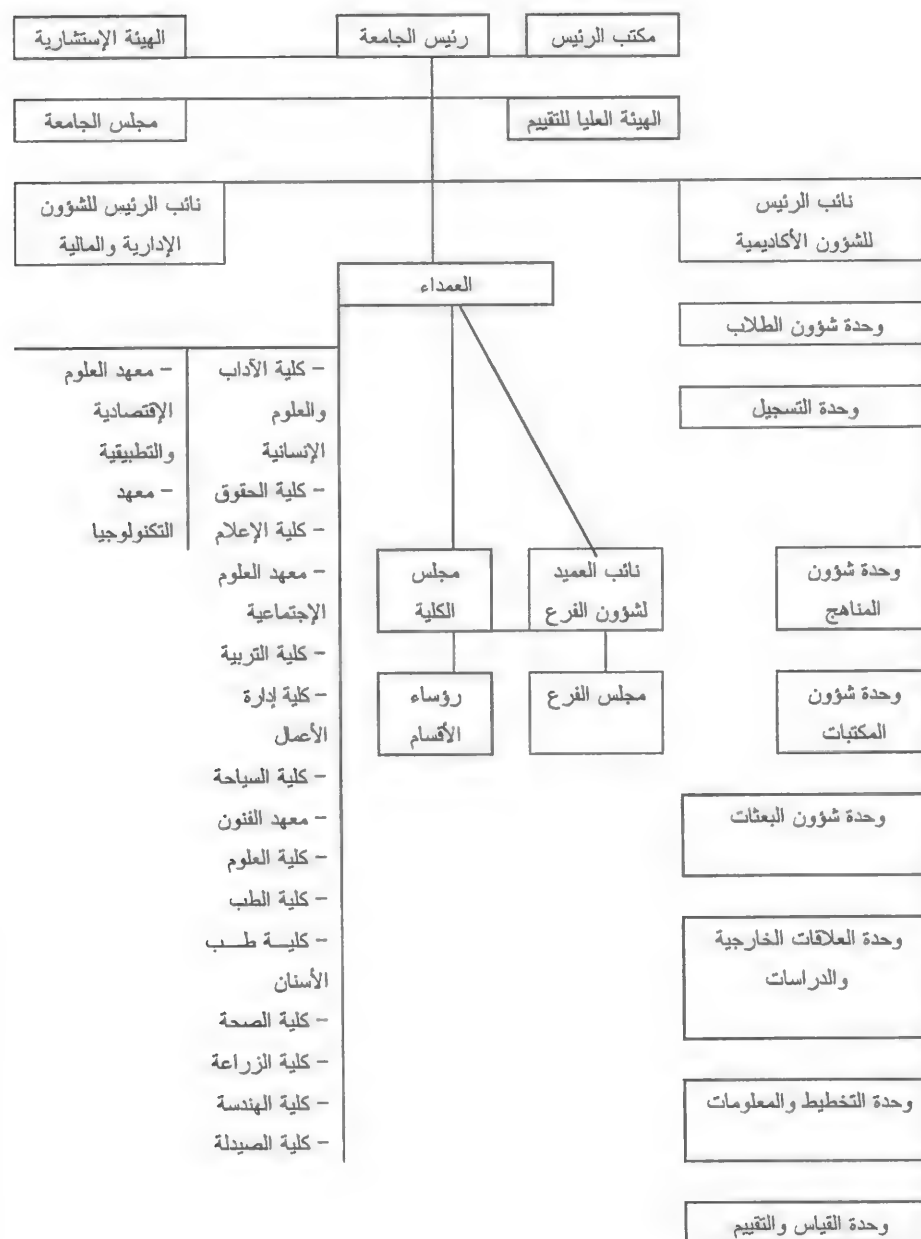 مكتب الرئيس
رئيس الجامعة
الهيئة الإستشارية
الهيئة العليا للتقييم
مجلس الجامعة
نائب الرئيس
للشؤون الأكاديمية
نائب الرئيس للشؤون
الإدارية والمالية
العمداء
وحدة شؤون الطلاب
وحدة التسجيل
وحدة شؤون
المناهج
وحدة شؤون
المكتبات
وحدة شؤون البعثات
وحدة العلاقات الخارجية
والدراسات
وحدة التخطيط والمعلومات
وحدة القياس والتقييم
نائب العميد
لشؤون الفرع
مجلس
الكلية
مجلس الفرع
رؤساء
الأقسام
– كلية الآداب
والعلوم
الإنسانية
– كلية الحقوق
– كلية الإعلام
– معهد العلوم
الإجتماعية
– كلية التربية
– كلية إدارة
الأعمال
– كلية السياحة
– معهد الفنون
– كلية العلوم
– كلية الطب
– كليـــة طـــب
الأسنان
– كلية الصحة
– كلية الزراعة
– كلية الهندسة
– كلية الصيدلة
– معهد العلوم
الإقتصادية
والتطبيقية
– معهد
التكنولوجيا